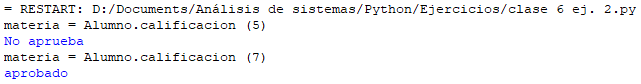 = RESTART: D:/Documents/Análisis de sistemas/Python/Ejercicios/clase 6 ej. 2.py
materia = Alumno.calificacion (5)
No aprueba
materia = Alumno.calificacion (7)
aprobado